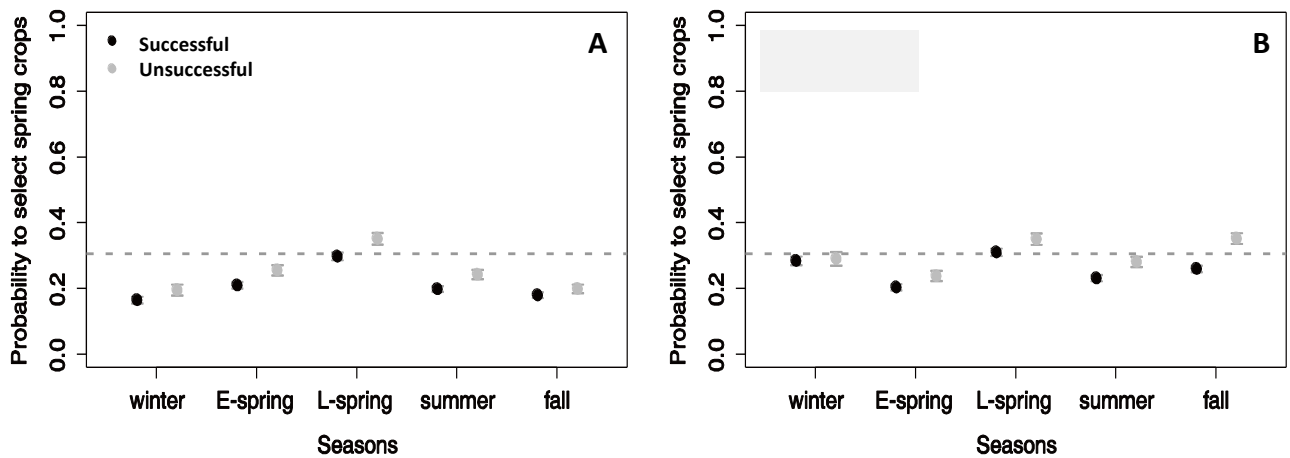 Probability to select spring crops
1.0
0.8
0.6
0.4
0.2
0.0
Successful
Unsuccessful
A
winter E-spring L-spring summer fall
Seasons
Probability to select spring crops
1.0
0.8
0.6
0.4
0.2
0.0
B
winter E-spring L-spring summer fall
Seasons